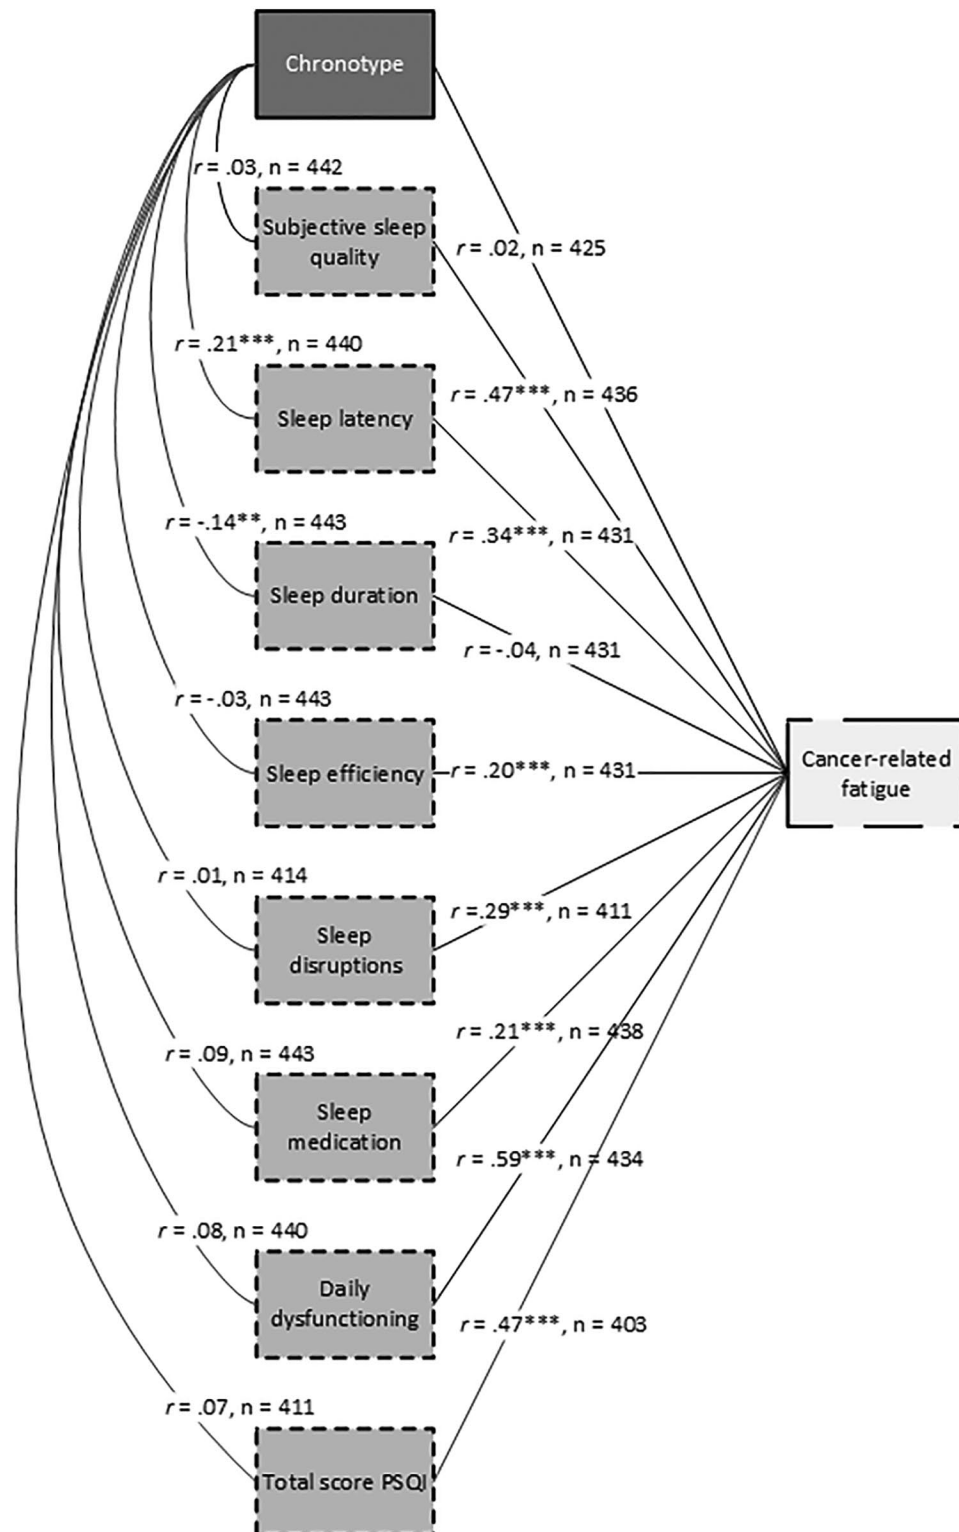 Chronotype
r = .03, n = 442
Subjective sleep
quality
r = .02, n = 425
r = .21***, n = 440
Sleep latency
r = .47***, n = 436
r = -.14**, n = 443
Sleep duration
r = .34***, n = 431
r = -.04, n = 431
r = -.03, n = 443
Sleep efficiency
r = .20***, n = 431
Cancer-related
fatigue
r = .01, n = 414
Sleep
disruptions
r =.29***, n = 411
r = .09, n = 443
Sleep
medication
r = .21***, n = 438
r = .59***, n = 434
r = .08, n = 440
Daily
dysfunctioning
r = .47***, n = 403
r = .07, n = 411
Total score PSQI